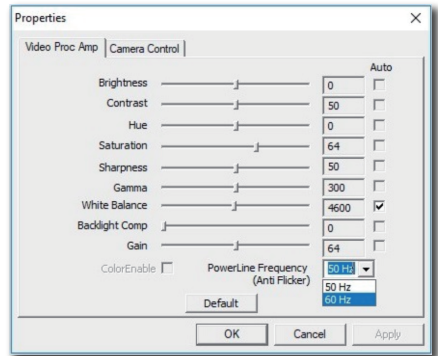 Properties
Video Proc Amp Camera Control
Auto
Brightness 0
Contrast 50
Hue 0
Saturation 64
Sharpness 50
Gamma 300
White Balance 4600
Backlight Comp 0
Gain 64
ColorEnable PowerLine Frequency 50 Hz
(Anti Flicker)
50 Hz
60 Hz
Default
OK Cancel Apply